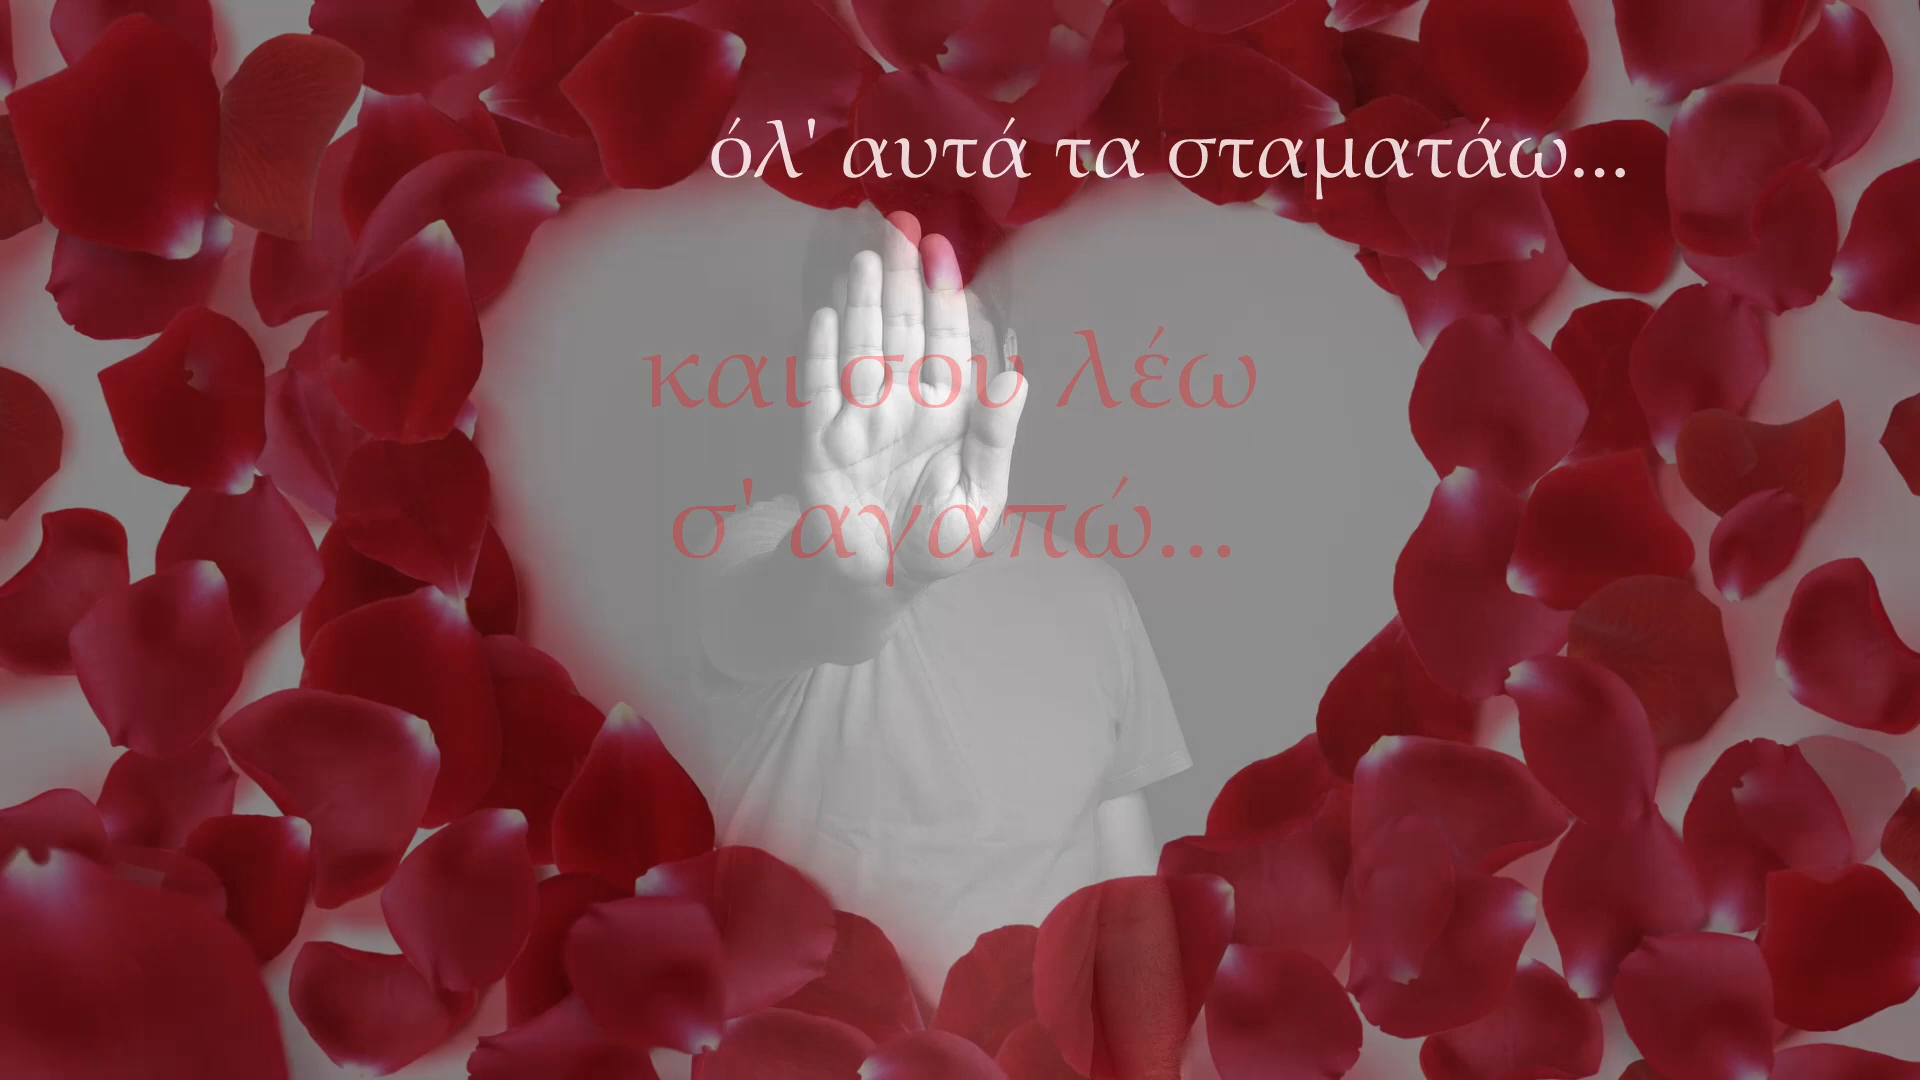 όλ' αυτά τα σταματάω...
και σου λέω
σ' αγαπώ...